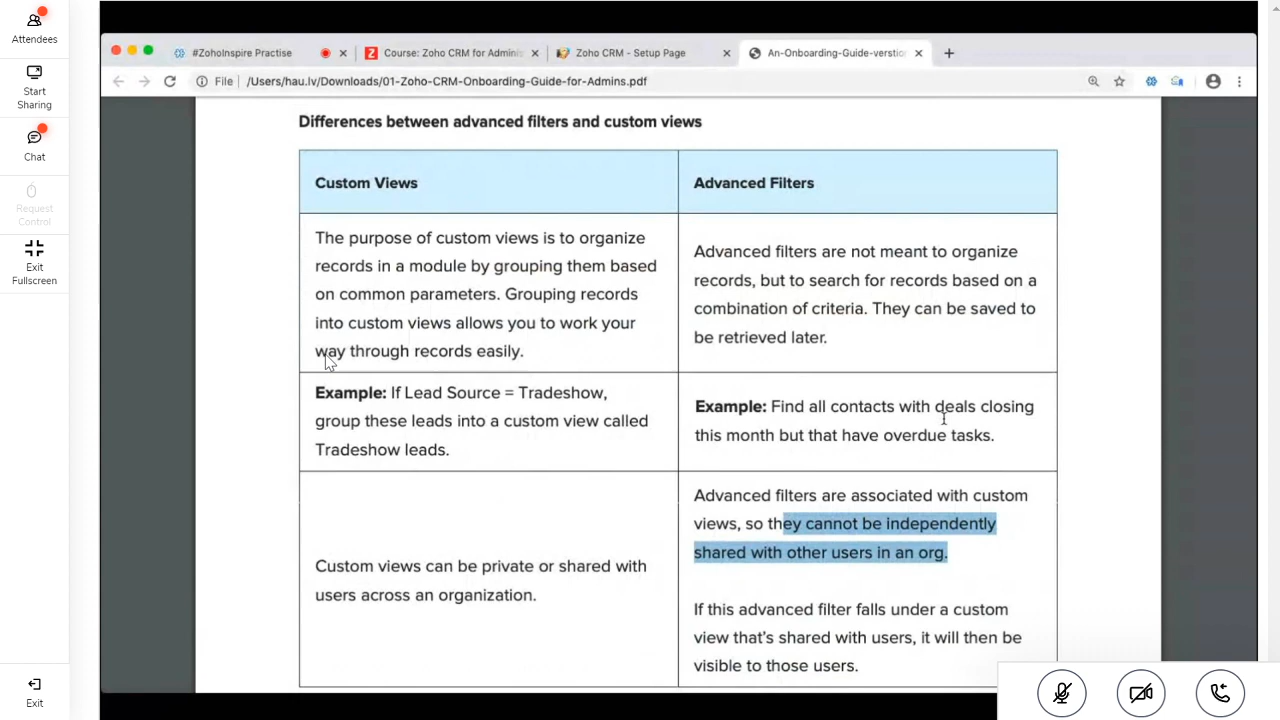 Attendees
Start
Sharing
Chat
Request
Control
Exit
Fullscreen
Exit
#ZohoInspire Practise
Course: Zoho CRM for Adminis
Zoho CRM - Setup Page
An-Onboarding-Guide-verstio
File
/Users/hau.lv/Downloads/01-Zoho-CRM-Onboarding-Guide-for-Admins.pdf
Differences between advanced filters and custom views
Custom Views
Advanced Filters
The purpose of custom views is to organize
records in a module by grouping them based
on common parameters. Grouping records
into custom views allows you to work your
way through records easily.
Advanced filters are not meant to organize
records, but to search for records based on a
combination of criteria. They can be saved to
be retrieved later.
Example: If Lead Source = Tradeshow,
group these leads into a custom view called
Tradeshow leads.
Example: Find all contacts with deals closing
this month but that have overdue tasks.
Custom views can be private or shared with
users across an organization.
Advanced filters are associated with custom
views, so they cannot be independently
shared with other users in an org.
If this advanced filter falls under a custom
view that's shared with users, it will then be
visible to those users.